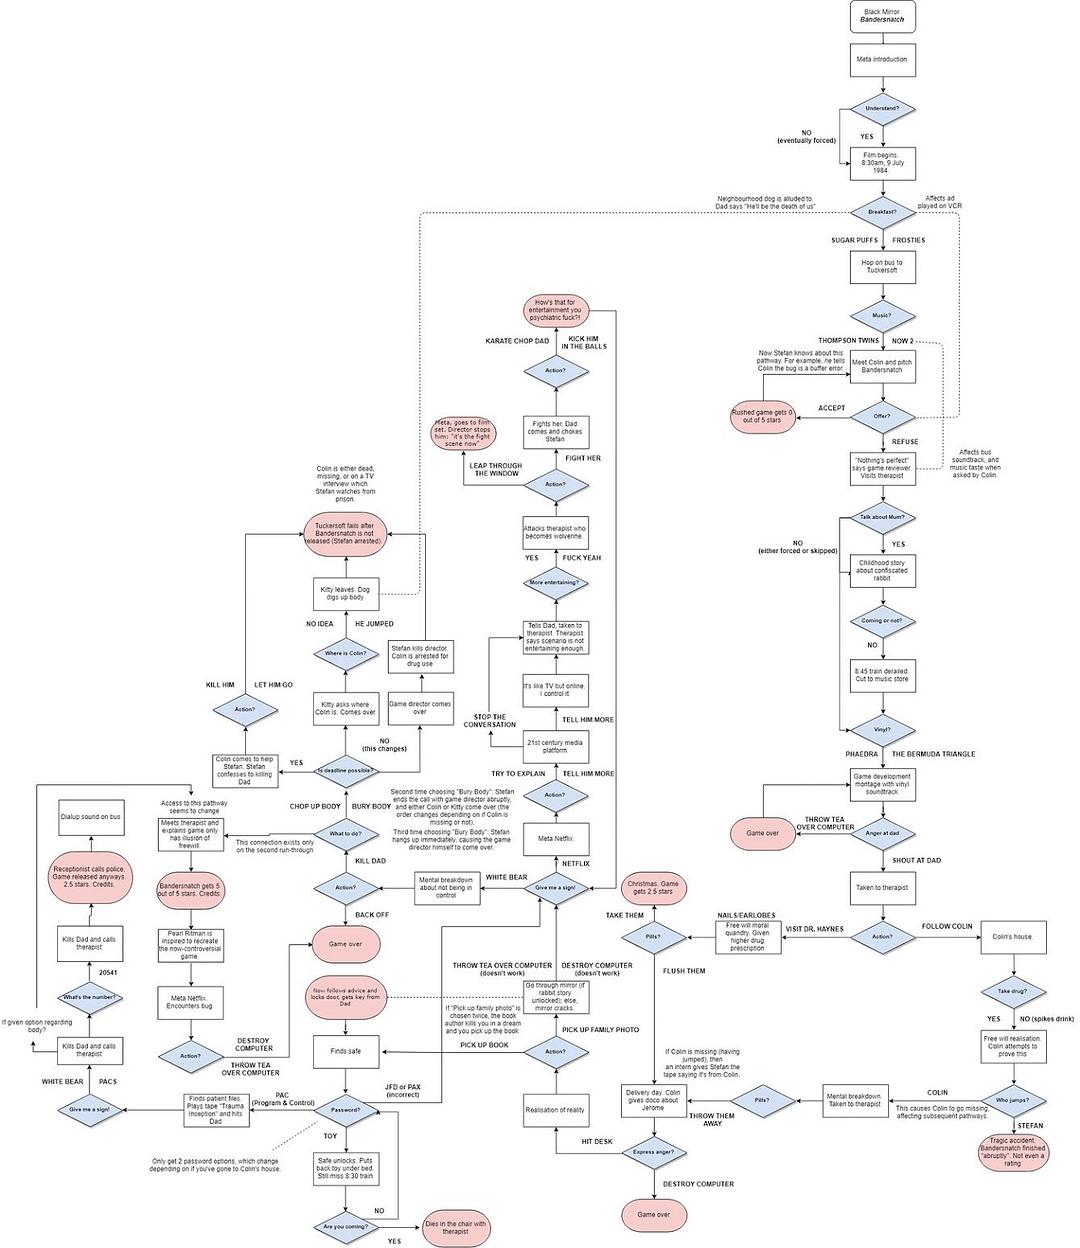 Black Mirror
Bandersnatch
Meta introduction
Understand?
NO
(eventually forced)
YES
Film begins.
8:30am, 9 July
1984.
Neighbourhood dog is alluded to.
Dad says "He'll be the death of us"
Breakfast?
Affects ad
played on VCR
SUGAR PUFFS
FROSTIES
Hop on bus to
Tuckersoft
Music?
THOMPSON TWINS
NOW 2
Now Stefan knows about this
pathway. For example, he tells
Colin the bug is a buffer error.
Meet Colin and pitch
Bandersnatch
Rushed game gets 0
out of 5 stars
ACCEPT
Offer?
REFUSE
"Nothing's perfect"
says game reviewer.
Visits therapist
Affects bus
soundtrack, and
music taste when
asked by Colin.
Talk about Mum?
NO
(either forced or skipped)
YES
Childhood story
about confiscated
rabbit
Coming or not?
NO
8:45 train derailed.
Cut to music store
Vinyl?
PHAEDRA
THE BERMUDA TRIANGLE
Game development
montage with vinyl
soundtrack
Game over
THROW TEA
OVER COMPUTER
Anger at dad
SHOUT AT DAD
Taken to therapist
Action?
VISIT DR. HAYNES
FOLLOW COLIN
Colin's house.
Take drug?
YES
NO (spikes drink)
Free will realisation.
Colin attempts to
prove this
Who jumps?
COLIN
This causes Colin to go missing,
affecting subsequent pathways.
STEFAN
Tragic accident.
Bandersnatch finished
"abruptly". Not even a
rating
Mental breakdown.
Taken to therapist
Pills?
THROW THEM
AWAY
NAILS/EARLOBES
Free will moral
quandry. Given
higher drug
prescription
Pills?
TAKE THEM
Christmas. Game
gets 2.5 stars
FLUSH THEM
If Colin is missing (having
jumped), then
an intern gives Stefan the
tape saying it's from Colin.
Delivery day. Colin
gives doco about
Jerome
Express anger?
HIT DESK
DESTROY COMPUTER
Game over
Realisation of reality
Action?
PICK UP BOOK
PICK UP FAMILY PHOTO
If "Pick up family photo" is
chosen twice, the book
author kills you in a dream
and you pick up the book
Go through mirror (if
rabbit story
unlocked); else,
mirror cracks.
THROW TEA OVER COMPUTER
(doesn't work)
DESTROY COMPUTER
(doesn't work)
Give me a sign!
NETFLIX
Meta Netflix
Action?
TRY TO EXPLAIN
TELL HIM MORE
21st century media
platform
STOP THE
CONVERSATION
TELL HIM MORE
It's like TV but online.
I control it
Tells Dad, taken to
therapist. Therapist
says scenario is not
entertaining enough.
More entertaining?
YES
FUCK YEAH
Attacks therapist who
becomes wolverine.
Action?
LEAP THROUGH
THE WINDOW
Meta, goes to film
set. Director stops
him: "it's the fight
scene now"
FIGHT HER
Fights her. Dad
comes and chokes
Stefan
Action?
KARATE CHOP DAD
KICK HIM
IN THE BALLS
How's that for
entertainment you
psychiatric fuck?!
WHITE BEAR
Mental breakdown
about not being in
control
Action?
BACK OFF
Game over
KILL DAD
What to do?
CHOP UP BODY
BURY BODY
Second time choosing "Bury Body": Stefan
ends the call with game director abruptly,
and either Colin or Kitty come over (the
order changes depending on if Colin is
missing or not).
Third time choosing "Bury Body": Stefan
hangs up immediately, causing the game
director himself to come over.
Is deadline possible?
YES
NO
(this changes)
Colin comes to help
Stefan. Stefan
confesses to killing
Dad
Action?
KILL HIM
LET HIM GO
Kitty asks where
Colin is. Comes over
Where is Colin?
NO IDEA
HE JUMPED
Kitty leaves. Dog
digs up body
Game director comes
over
Stefan kills director.
Colin is arrested for
drug use
Tuckersoft fails after
Bandersnatch is not
released (Stefan arrested).
Colin is either dead,
missing, or on a TV
interview which
Stefan watches from
prison.
This connection exists only
on the second run-through
Access to this pathway
seems to change
Meets therapist and
explains game only
has illusion of
freewill.
Bandersnatch gets 5
out of 5 stars. Credits.
Pearl Ritman is
inspired to recreate
the now-controversial
game.
Meta Netflix.
Encounters bug
Action?
DESTROY
COMPUTER
THROW TEA
OVER COMPUTER
Now follows advice and
locks door, gets key from
Dad
Finds safe
JFD or PAX
(incorrect)
Password?
PAC
(Program & Control)
Only get 2 password options, which change
depending on if you've gone to Colin's house.
TOY
Safe unlocks. Puts
back toy under bed.
Still miss 8:30 train
Are you coming?
NO
YES
Dies in the chair with
therapist
Finds patient files.
Plays tape "Trauma
Inception" and hits
Dad
Give me a sign!
WHITE BEAR
PACS
Kills Dad and calls
therapist
If given option regarding
body?
What's the number?
20541
Kills Dad and calls
therapist
Receptionist calls police.
Game released anyways.
2.5 stars. Credits.
Dialup sound on bus